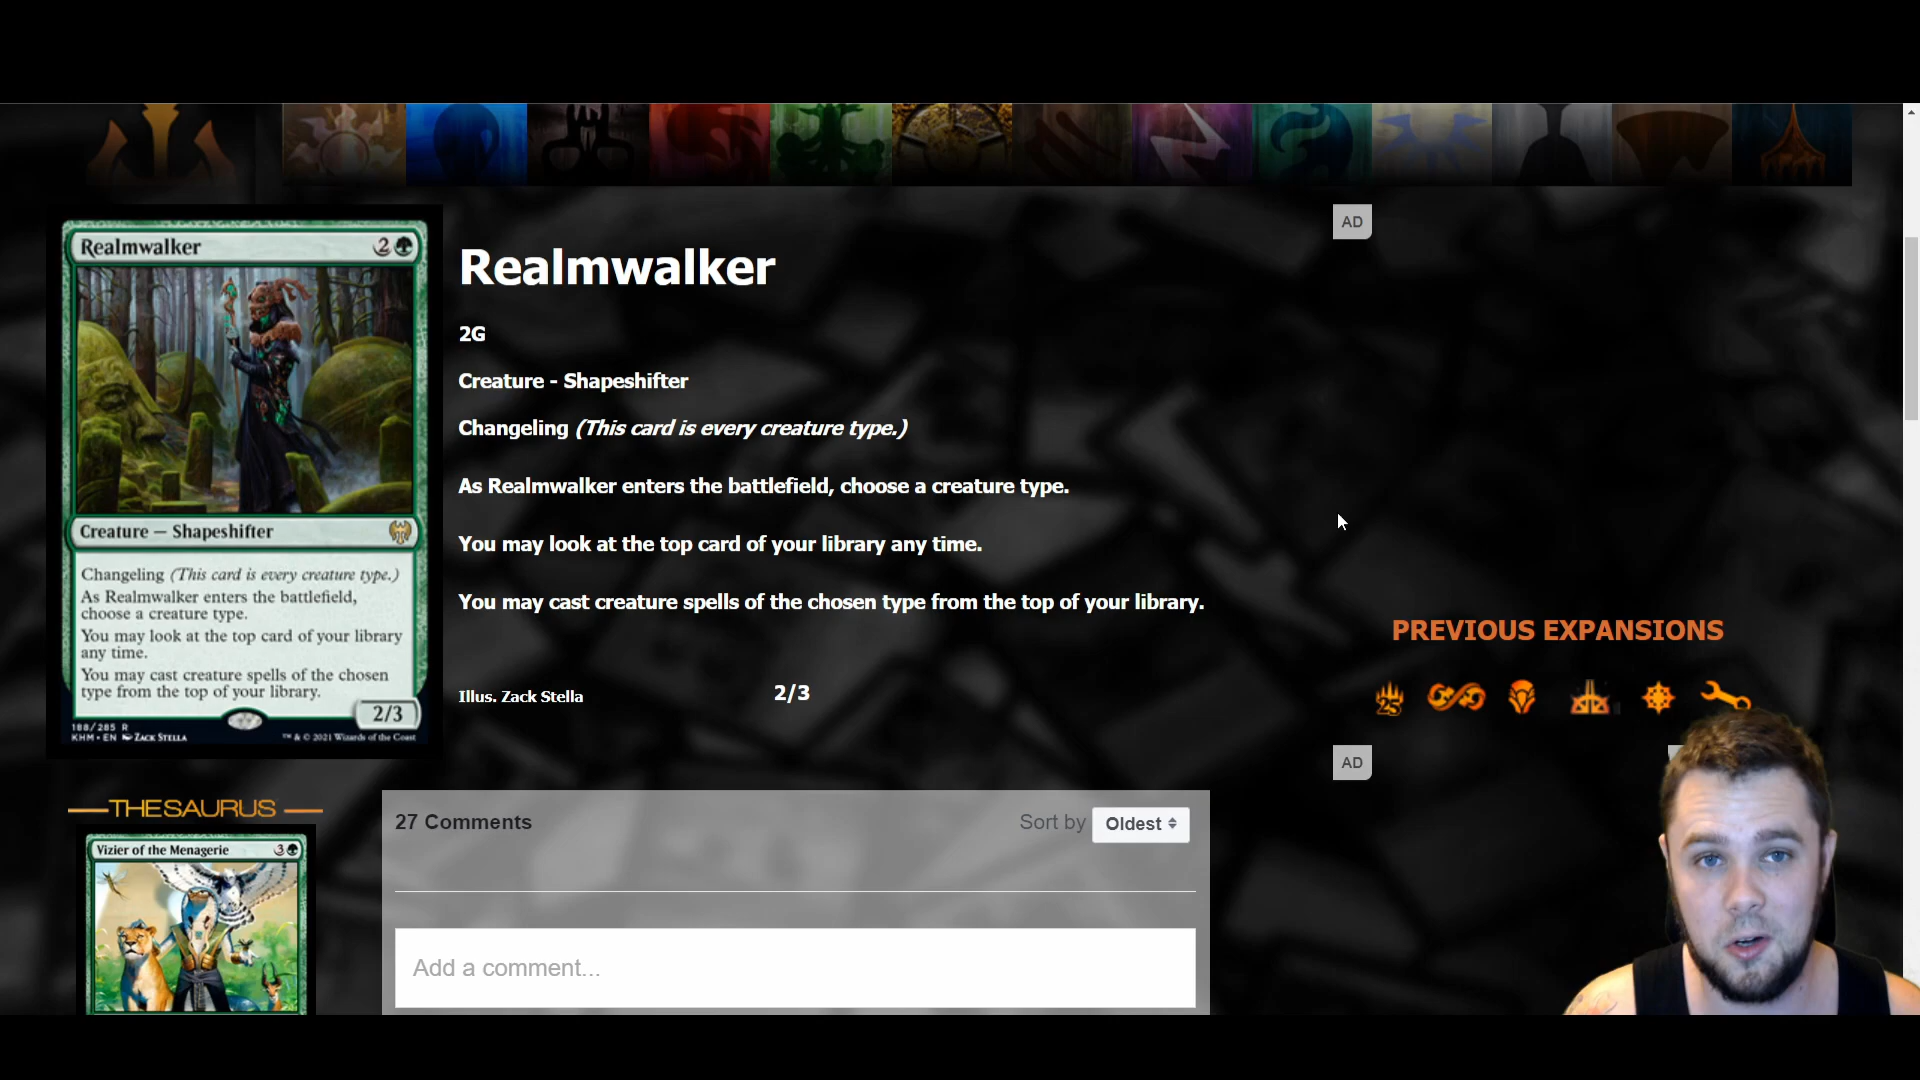 Realmwalker 2
Creature — Shapeshifter
Changeling (This card is every creature type.)
As Realmwalker enters the battlefield,
choose a creature type.
You may look at the top card of your library
any time.
You may cast creature spells of the chosen
type from the top of your library.
2/3
188/285 R
KHM • EN ZACK STELLA
™ & © 2021 Wizards of the Coast
Realmwalker
2G
Creature - Shapeshifter
Changeling (This card is every creature type.)
As Realmwalker enters the battlefield, choose a creature type.
You may look at the top card of your library any time.
You may cast creature spells of the chosen type from the top of your library.
Illus. Zack Stella 2/3
AD
PREVIOUS EXPANSIONS
25
AD
THESAURUS
Vizier of the Menagerie 3
27 Comments
Sort by Oldest
Add a comment...